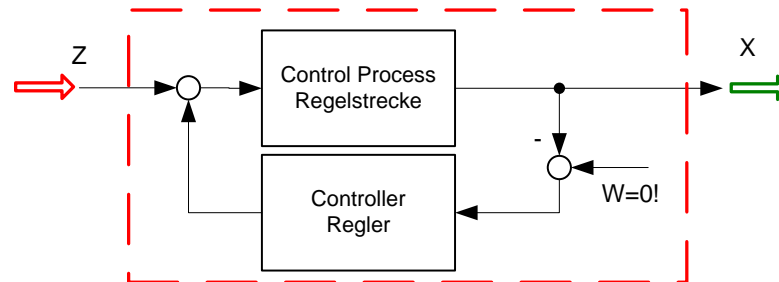 Z
X
Control Process
Regelstrecke
-
W=0!
Controller
Regler